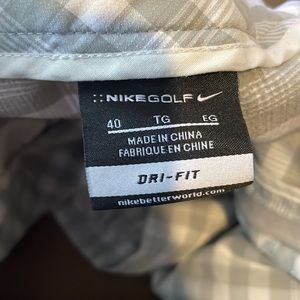 NIKEGOLF
40 TG EG
MADE IN CHINA
FABRIQUE EN CHINE
DRI-FIT
nikebetterworld.com